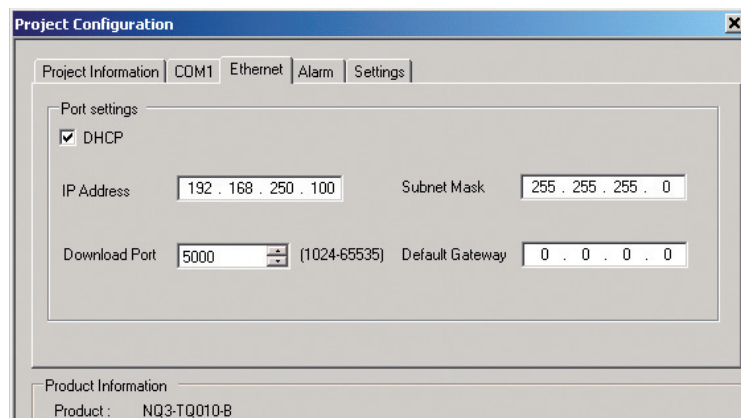 Project Configuration
Project Information COM1 Ethernet Alarm Settings
Port settings
DHCP
IP Address 192 . 168 . 250 . 100 Subnet Mask 255 . 255 . 255 . 0
Download Port 5000 (1024-65535) Default Gateway 0 . 0 . 0 . 0
Product Information
Product : NQ3-TQ010-B